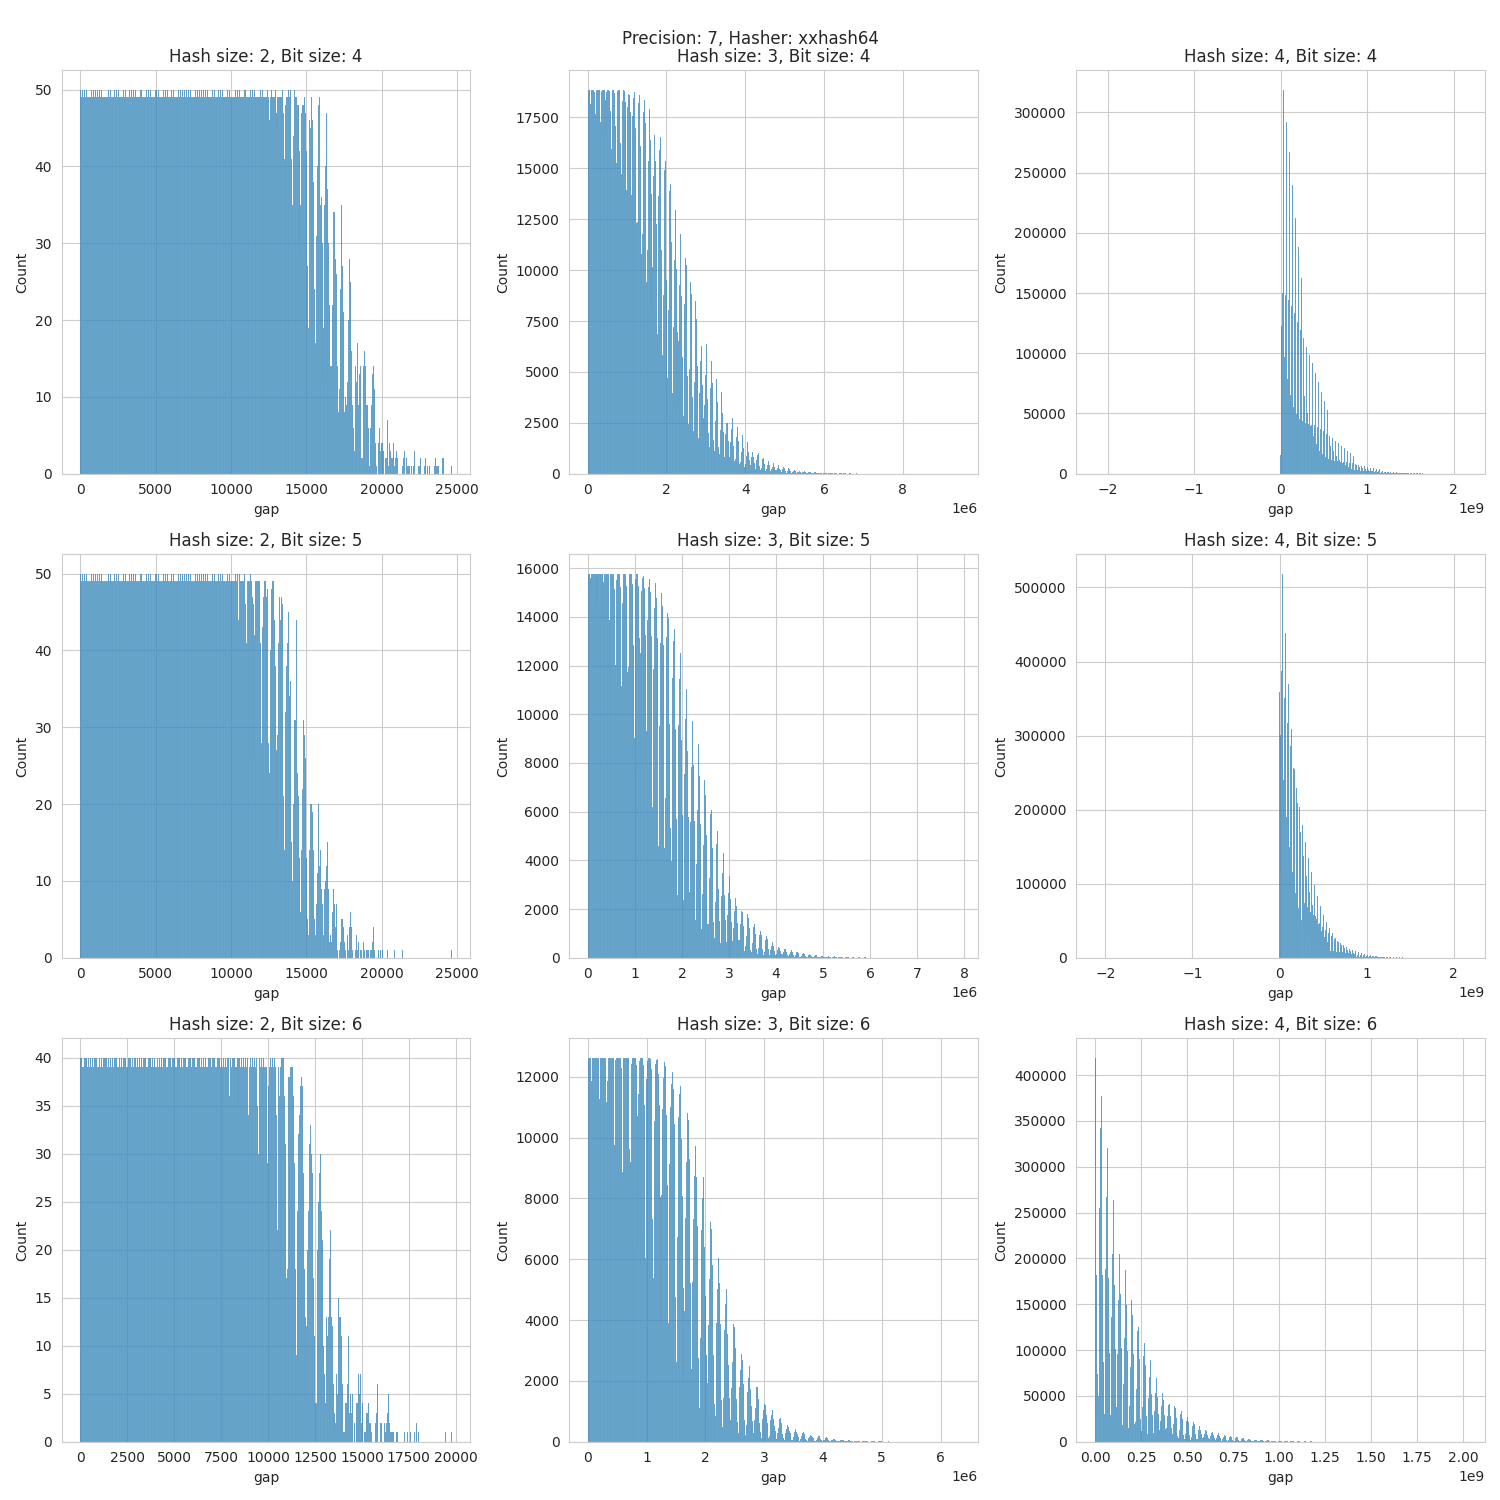 Precision: 7, Hasher: xxhash64
Hash size: 2, Bit size: 4
50
40
30
20
10
0
Count
0 5000 10000 15000 20000 25000
gap
Hash size: 3, Bit size: 4
17500
15000
12500
10000
7500
5000
2500
0
Count
0 2 4 6 8
1e6
gap
Hash size: 4, Bit size: 4
300000
250000
200000
150000
100000
50000
0
Count
−2 −1 0 1 2
1e9
gap
Hash size: 2, Bit size: 5
50
40
30
20
10
0
Count
0 5000 10000 15000 20000 25000
gap
Hash size: 3, Bit size: 5
16000
14000
12000
10000
8000
6000
4000
2000
0
Count
0 1 2 3 4 5 6 7 8
1e6
gap
Hash size: 4, Bit size: 5
500000
400000
300000
200000
100000
0
Count
−2 −1 0 1 2
1e9
gap
Hash size: 2, Bit size: 6
40
35
30
25
20
15
10
5
0
Count
0 2500 5000 7500 10000 12500 15000 17500 20000
gap
Hash size: 3, Bit size: 6
12000
10000
8000
6000
4000
2000
0
Count
0 1 2 3 4 5 6
1e6
gap
Hash size: 4, Bit size: 6
400000
350000
300000
250000
200000
150000
100000
50000
0
Count
0.00 0.25 0.50 0.75 1.00 1.25 1.50 1.75 2.00
1e9
gap